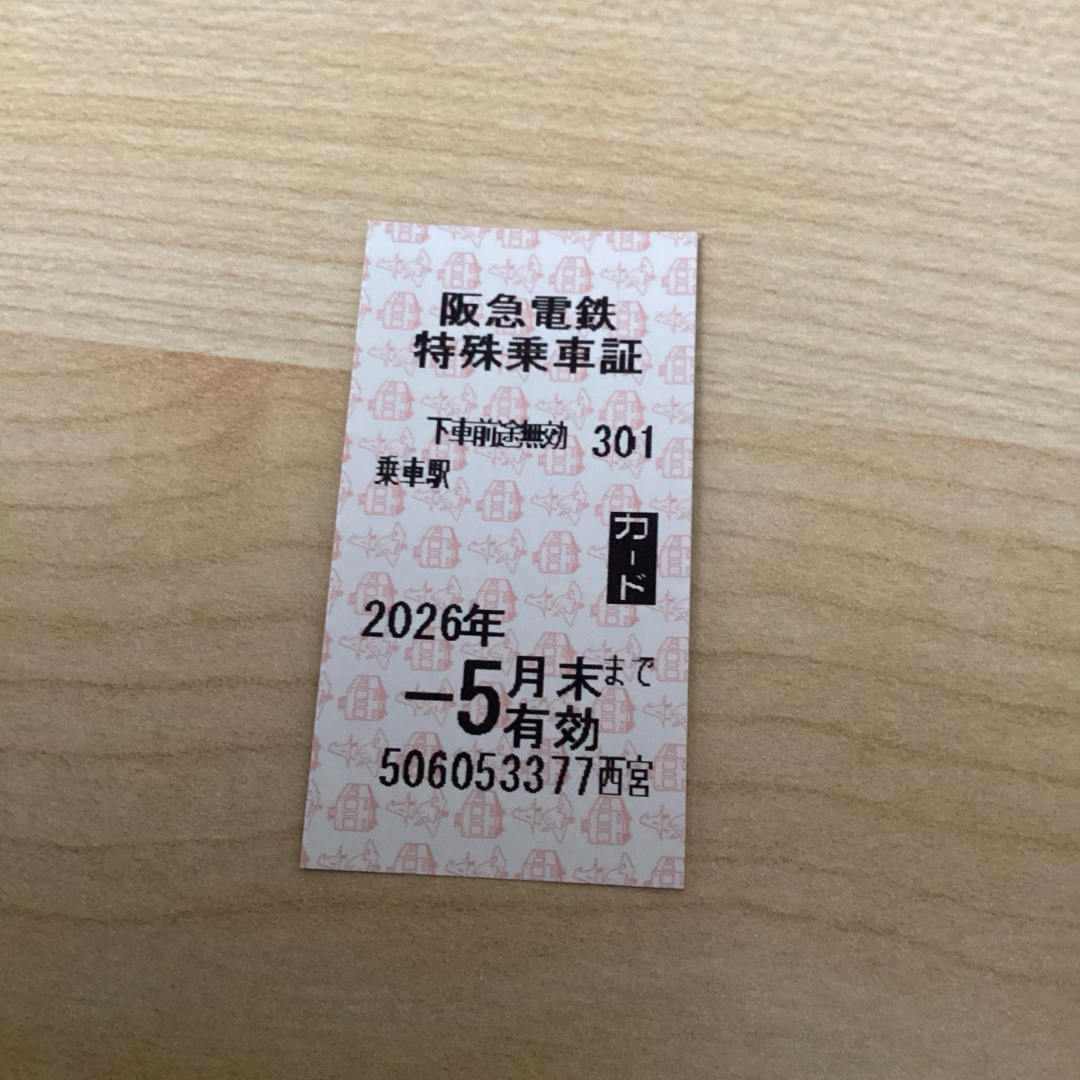 阪急電鉄
特殊乗車証
下車前途無効 301
乗車駅
カード
2026年
-5月末まで
有効
506053377西宮